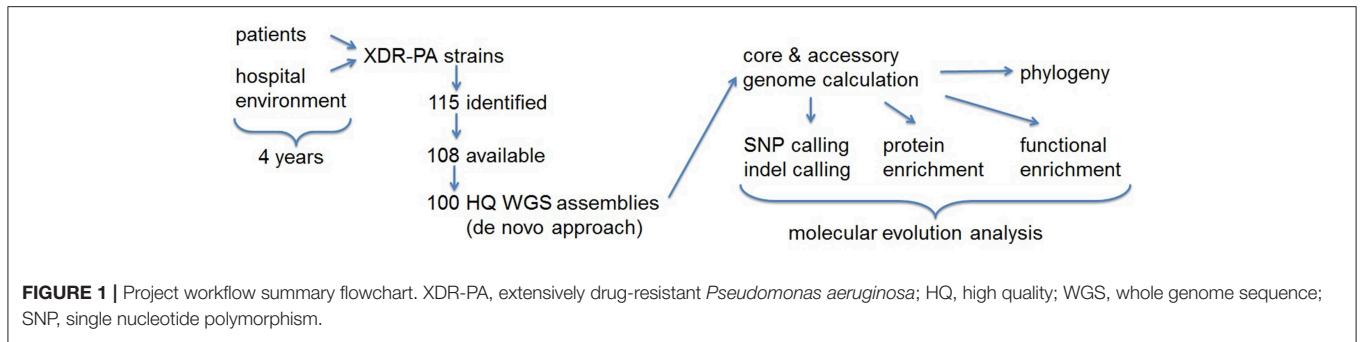 patients
hospital
environment
4 years
XDR-PA strains
115 identified
108 available
100 HQ WGS assemblies
(de novo approach)
core & accessory
genome calculation
phylogeny
SNP calling
indel calling
protein
enrichment
functional
enrichment
molecular evolution analysis
FIGURE 1 | Project workflow summary flowchart. XDR-PA, extensively drug-resistant Pseudomonas aeruginosa; HQ, high quality; WGS, whole genome sequence;
SNP, single nucleotide polymorphism.